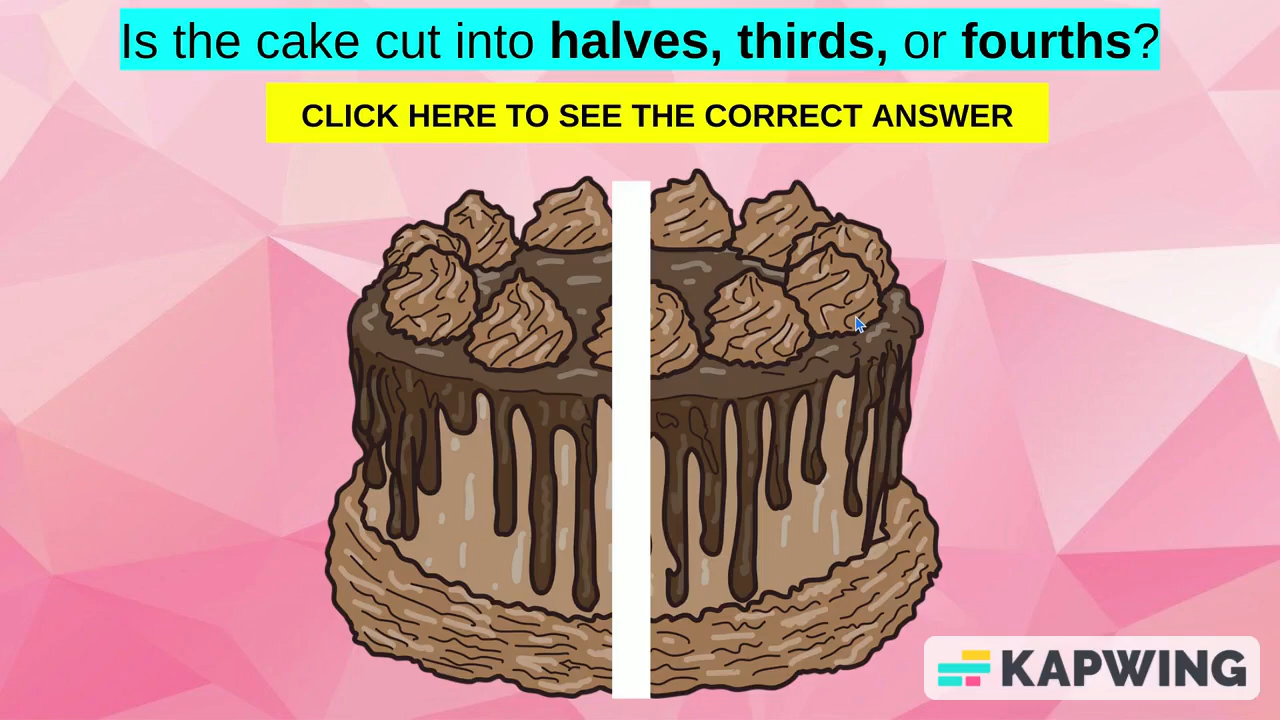 Is the cake cut into halves, thirds, or fourths?
CLICK HERE TO SEE THE CORRECT ANSWER
KAPWING